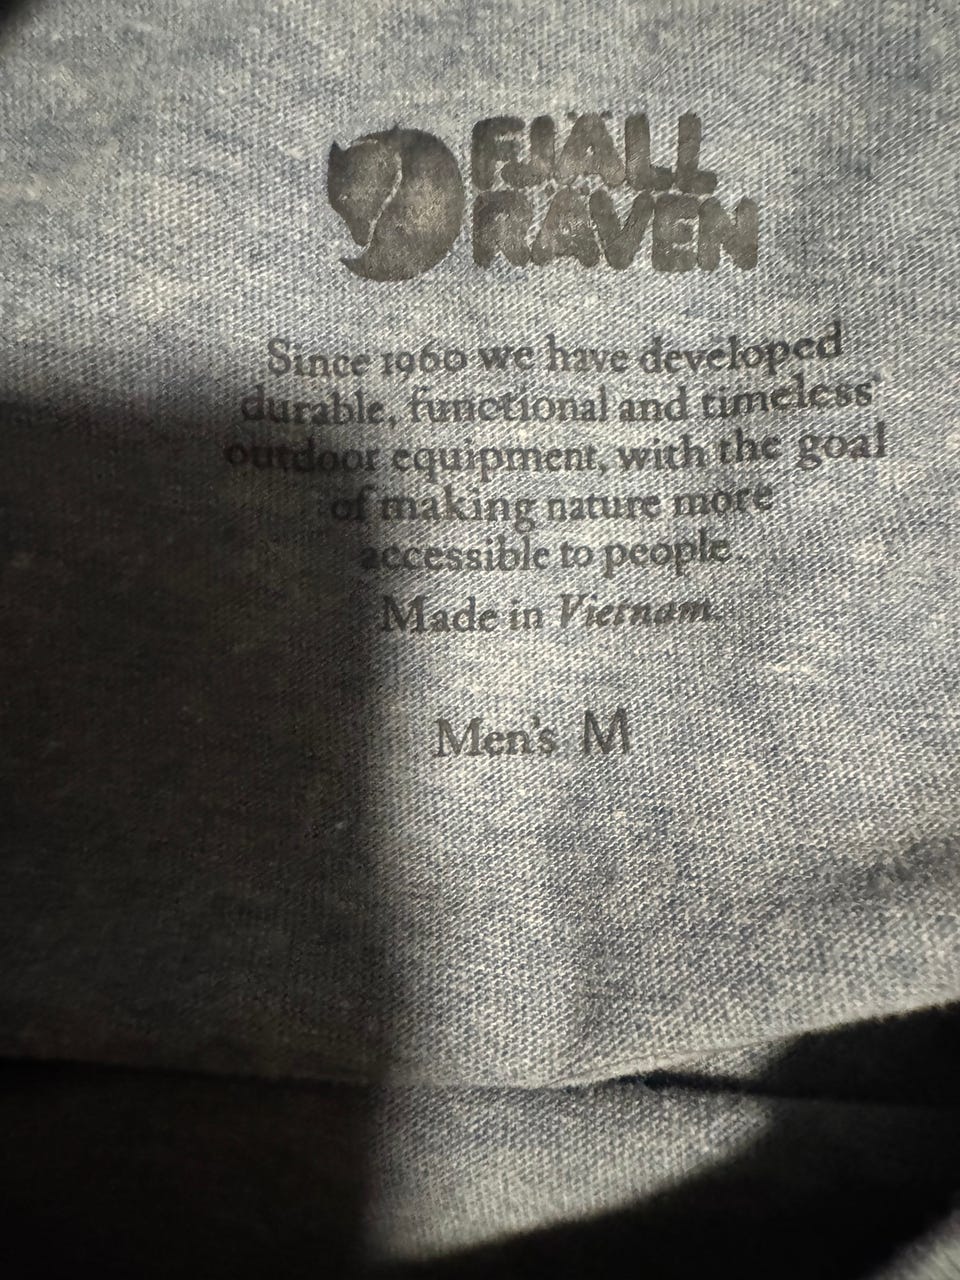 FJÄLL
RÄVEN
Since 1960 we have developed
durable, functional and timeless
outdoor equipment, with the goal
of making nature more
accessible to people.
Made in Vietnam.
Men's M